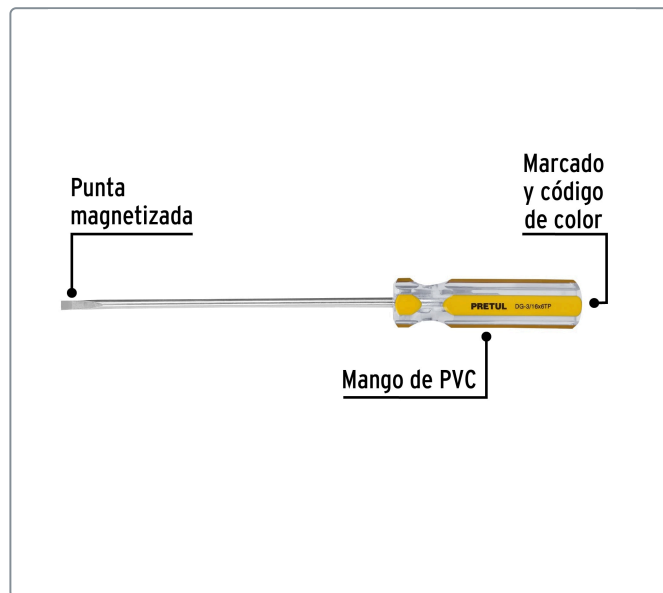 Punta
magnetizada
Marcado
y código
de color
PRETUL DG-3/16x6TP
Mango de PVC